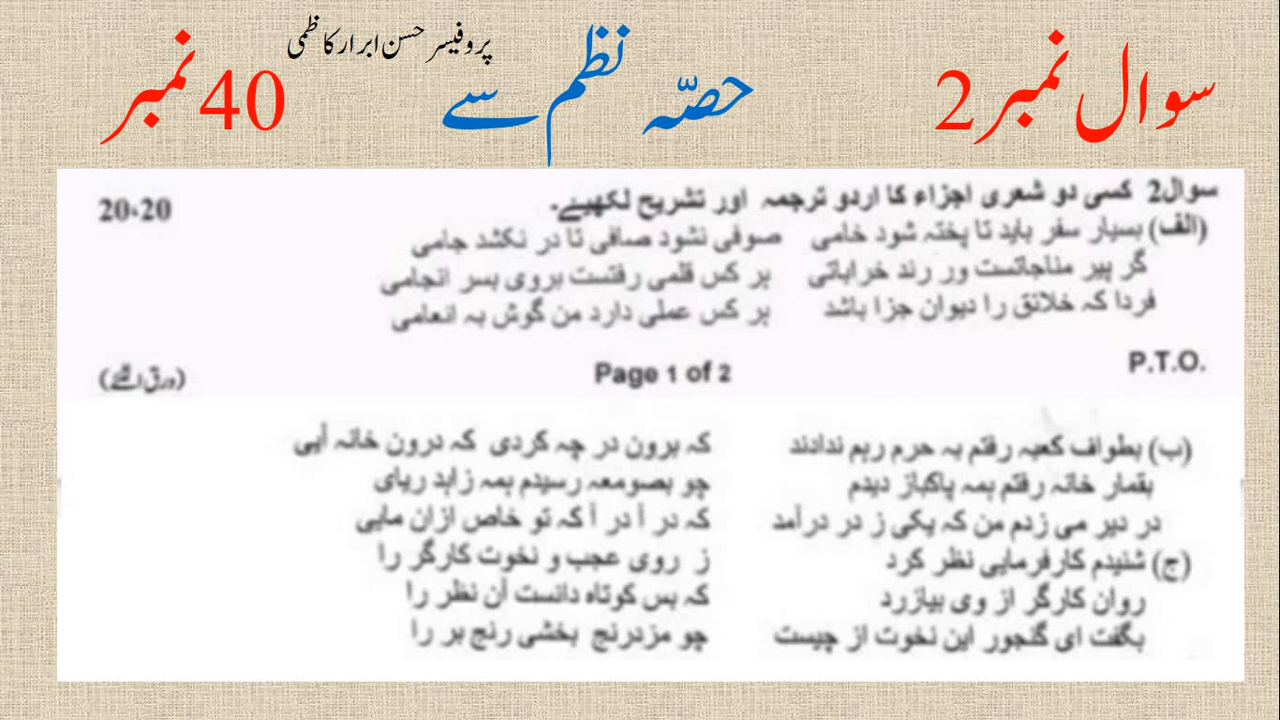 پروفیسر حسن ابرار کاظمی
سوال نمبر 2 حصّہ نظم سے 40 نمبر
سوال2 کسی دو شعری اجزاء کا اردو ترجمہ اور تشریح لکھیے۔ 20-20
(الف) بسیار سفر باید تا پختہ شود خامی صوفی نشود صافی تا در نکشد جامی
گر پیر مناجاتست ور رند خراباتی ہر کس قلمی رفتست بروی بسر انجامی
فردا کہ خلائق را دیوان جزا باشد ہر کس عملی دارد من گوش بہ انعامی
P.T.O. Page 1 of 2 (ورق الٹئے)
(ب) بطواف کعبہ رفتم بہ حرم رہم ندادند کہ برون در چہ کردی کہ درون خانہ آیی
بقمار خانہ رفتم ہمہ پاکباز دیدم چو بصومعہ رسیدم ہمہ زاہد ریای
در دیر می زدم من کہ یکی ز در درآمد کہ در آ در آ کہ تو خاص ازان مایی
(ج) شنیدم کارفرمایی نظر کرد ز روی عجب و نخوت کارگر را
روان کارگر از وی بیازرد کہ بس کوتاہ دانست آن نظر را
بگفت ای گنجور این نخوت از چیست چو مزدرنج بخشی رنج بر را